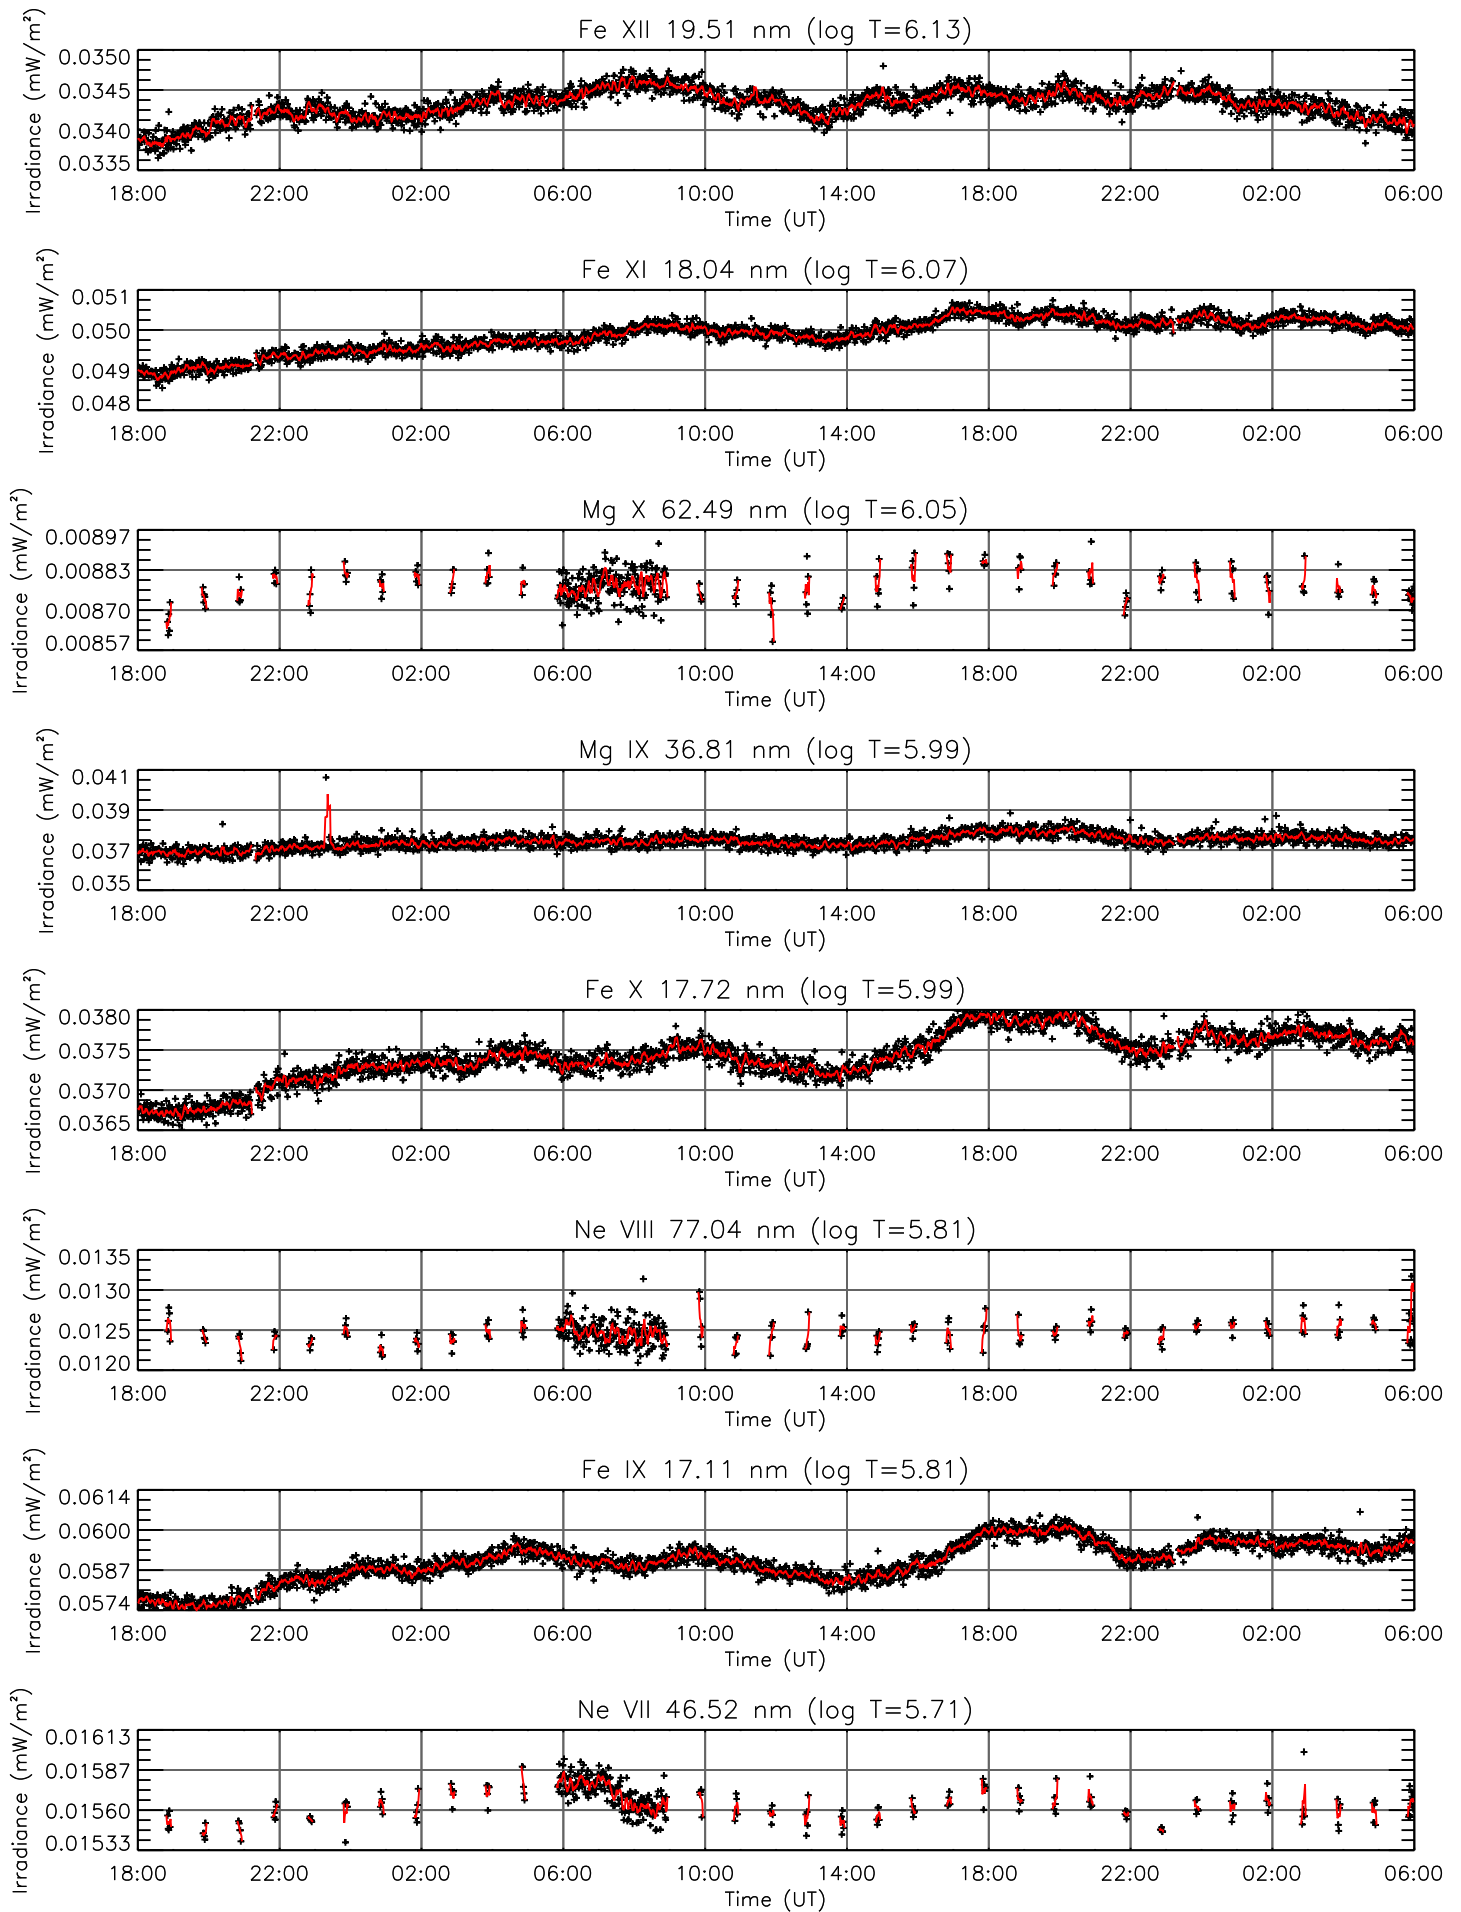 Fe XII 19.51 nm (log T=6.13)
Irradiance (mW/m²)
0.0350
0.0345
0.0340
0.0335
18:00 22:00 02:00 06:00 10:00 14:00 18:00 22:00 02:00 06:00
Time (UT)
Fe XI 18.04 nm (log T=6.07)
Irradiance (mW/m²)
0.051
0.050
0.049
0.048
18:00 22:00 02:00 06:00 10:00 14:00 18:00 22:00 02:00 06:00
Time (UT)
Mg X 62.49 nm (log T=6.05)
Irradiance (mW/m²)
0.00897
0.00883
0.00870
0.00857
18:00 22:00 02:00 06:00 10:00 14:00 18:00 22:00 02:00 06:00
Time (UT)
Mg IX 36.81 nm (log T=5.99)
Irradiance (mW/m²)
0.041
0.039
0.037
0.035
18:00 22:00 02:00 06:00 10:00 14:00 18:00 22:00 02:00 06:00
Time (UT)
Fe X 17.72 nm (log T=5.99)
Irradiance (mW/m²)
0.0380
0.0375
0.0370
0.0365
18:00 22:00 02:00 06:00 10:00 14:00 18:00 22:00 02:00 06:00
Time (UT)
Ne VIII 77.04 nm (log T=5.81)
Irradiance (mW/m²)
0.0135
0.0130
0.0125
0.0120
18:00 22:00 02:00 06:00 10:00 14:00 18:00 22:00 02:00 06:00
Time (UT)
Fe IX 17.11 nm (log T=5.81)
Irradiance (mW/m²)
0.0614
0.0600
0.0587
0.0574
18:00 22:00 02:00 06:00 10:00 14:00 18:00 22:00 02:00 06:00
Time (UT)
Ne VII 46.52 nm (log T=5.71)
Irradiance (mW/m²)
0.01613
0.01587
0.01560
0.01533
18:00 22:00 02:00 06:00 10:00 14:00 18:00 22:00 02:00 06:00
Time (UT)